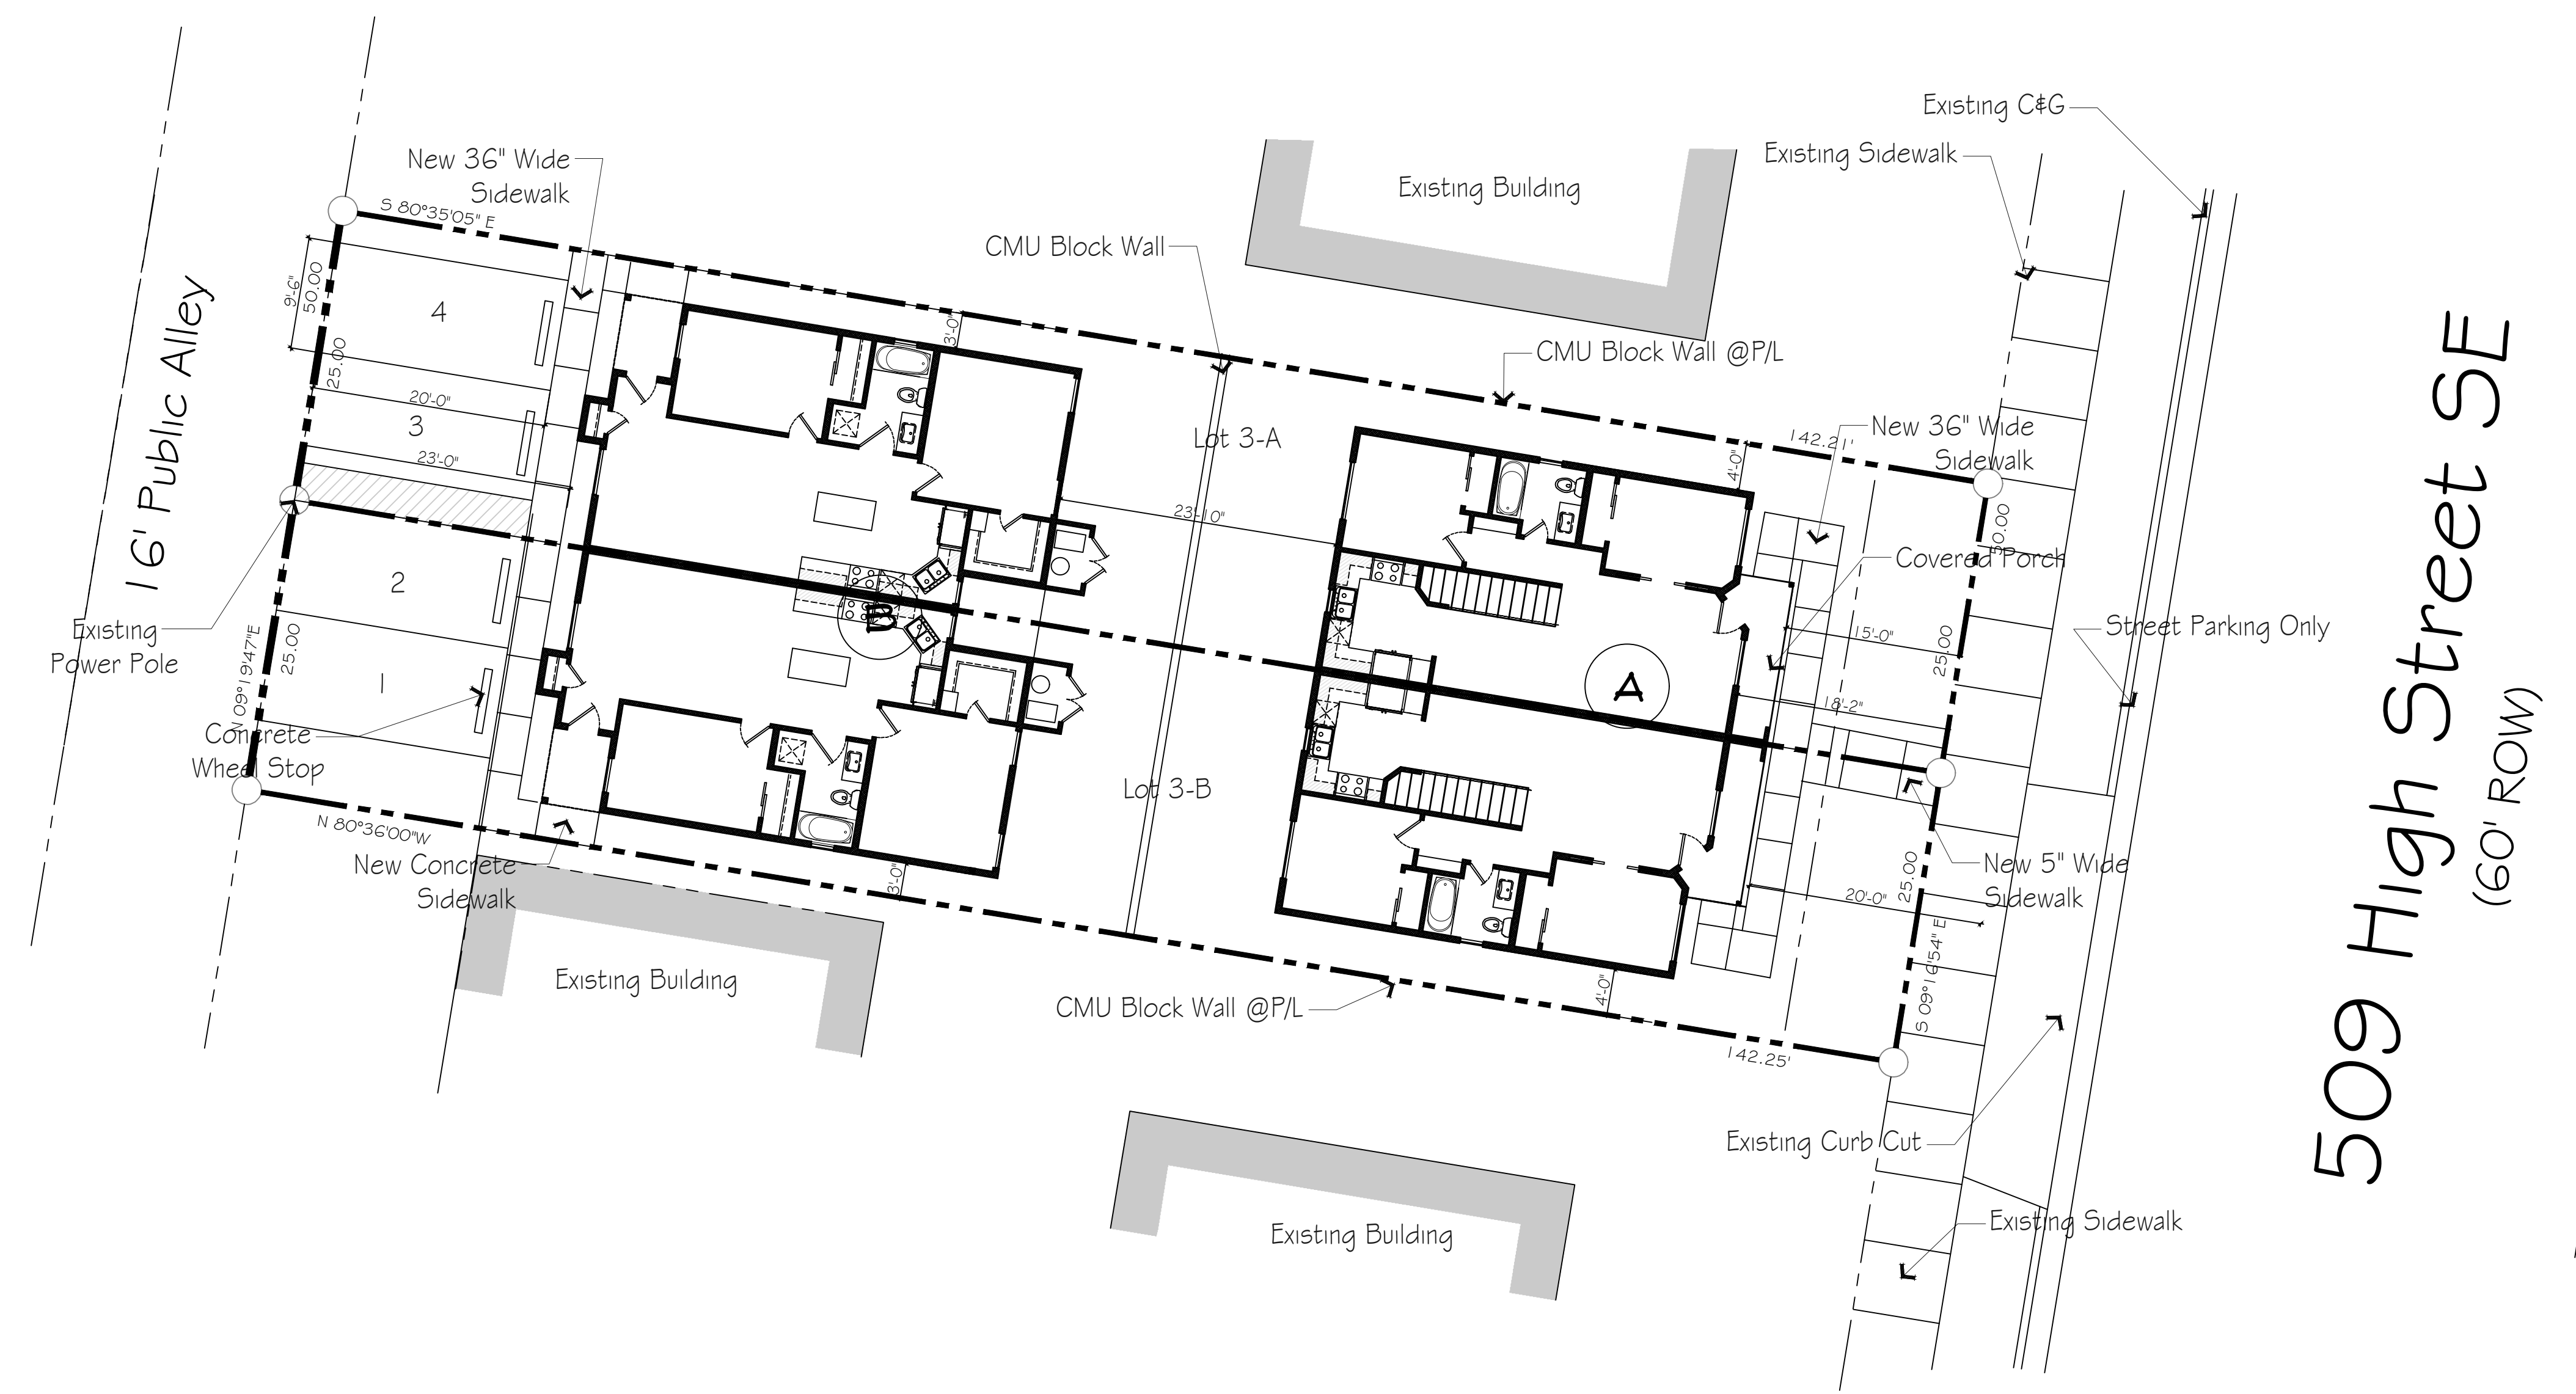 Existing C&G
New 36" Wide
Sidewalk
Existing Sidewalk
Existing Building
S 80°35'05" E
CMU Block Wall
9'-6"
50.00
4
3'-0"
CMU Block Wall @P/L
16' Public Alley
25.00
20'-0"
3
23'-0"
Lot 3-A
142.21'
4'-0"
New 36" Wide
Sidewalk
23'-10"
50.00
Covered Porch
2
B
Existing
Power Pole
N 09°19'47"E
25.00
1
15'-0"
25.00
Street Parking Only
A
18'-2"
Concrete
Wheel Stop
Lot 3-B
N 80°36'00"W
New Concrete
Sidewalk
3'-0"
New 5" Wide
Sidewalk
25.00
20'-0"
S 09°16'54" E
Existing Building
CMU Block Wall @P/L
4'-0"
142.25'
Existing Curb Cut
Existing Sidewalk
Existing Building
509 High Street SE
(60' ROW)